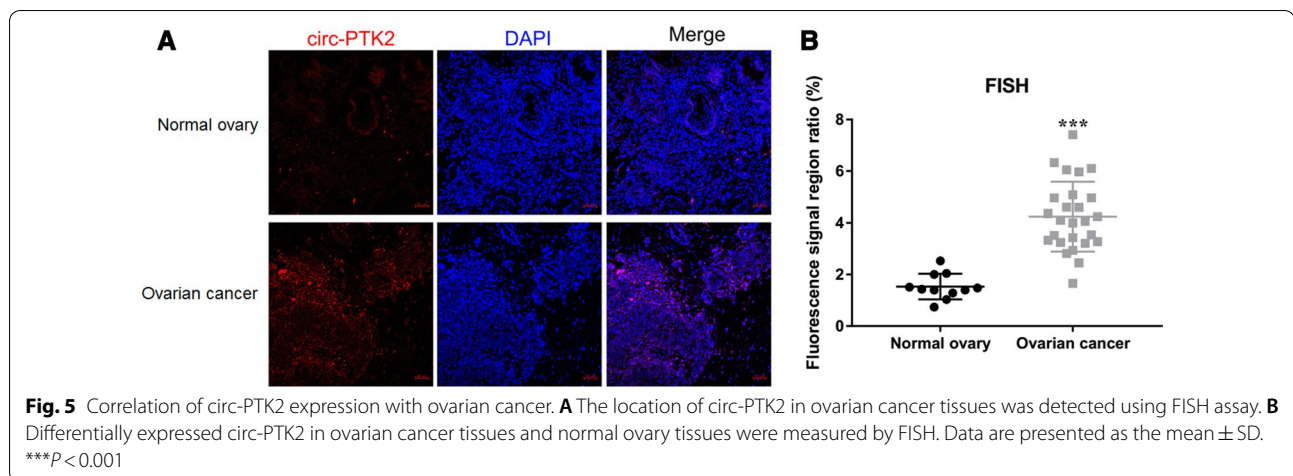 A
circ-PTK2
DAPI
Merge
Normal ovary
Ovarian cancer
B
FISH
Fluorescence signal region ratio (%)
8
6
4
2
0
***
Normal ovary
Ovarian cancer
Fig. 5 Correlation of circ-PTK2 expression with ovarian cancer. A The location of circ-PTK2 in ovarian cancer tissues was detected using FISH assay. B
Differentially expressed circ-PTK2 in ovarian cancer tissues and normal ovary tissues were measured by FISH. Data are presented as the mean ± SD.
***P < 0.001